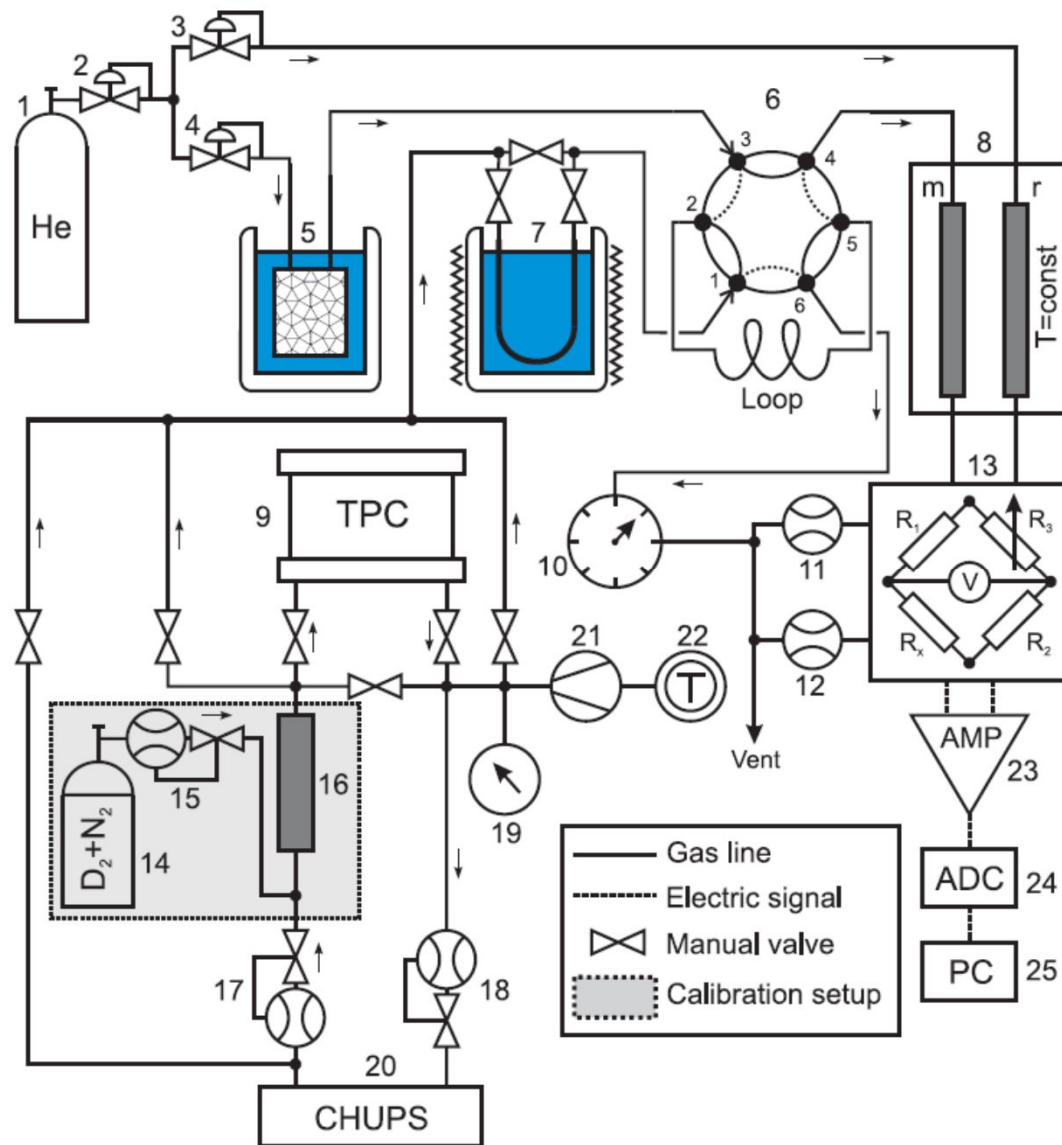 3
2
1
4
He
5
7
6
3
4
2
5
1
6
Loop
8
m
r
T=const
9
TPC
10
11
12
Vent
13
R1
R3
V
Rx
R2
AMP
23
ADC
24
PC
25
21
22
T
14
D2+N2
15
16
17
18
19
20
CHUPS
Gas line
Electric signal
Manual valve
Calibration setup